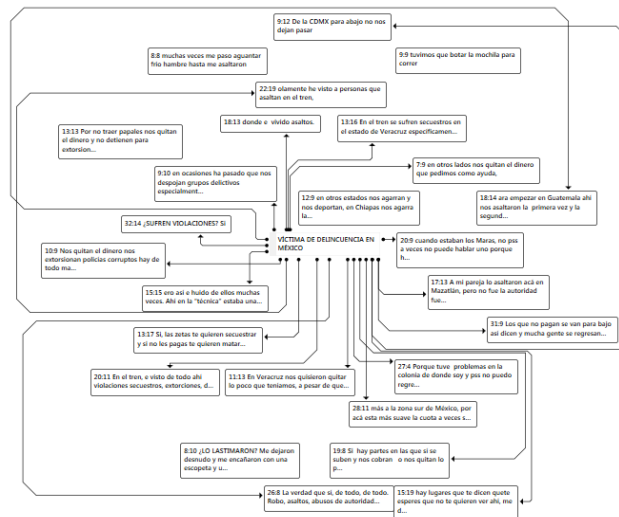 9:12 De la CDMX para abajo no nos
dejan pasar
8:8 muchas veces me paso aguantar
frio hambre hasta me asaltaron
9:9 tuvimos que botar la mochila para
correr
22:19 olamente he visto a personas que
asaltan en el tren,
18:13 donde e vivido asaltos.
13:16 En el tren se sufren secuestros en
el estado de Veracruz especificamen...
13:13 Por no traer papales nos quitan
el dinero y no detienen para
extorsion...
7:9 en otros lados nos quitan el dinero
que pedimos como ayuda,
9:10 en ocasiones ha pasado que nos
despojan grupos delictivos
especialment...
12:9 en otros estados nos agarran y
nos deportan, en Chiapas nos agarra
la...
18:14 ara empezar en Guatemala ahi
nos asaltaron la primera vez y la
segund...
32:14 ¿SUFREN VIOLACIONES? Si
VÍCTIMA DE DELINCUENCIA EN
MÉXICO
20:9 cuando estaban los Maras, no pss
a veces no puede hablar uno porque
h...
10:9 Nos quitan el dinero nos
extorsionan policias corruptos hay de
todo ma...
15:15 ero asi e huido de ellos muchas
veces. Ahi en la "técnica" estaba una...
17:13 A mi pareja lo asaltaron acá en
Mazatlán, pero no fue la autoridad
fue...
31:9 Los que no pagan se van para bajo
asi dicen y mucha gente se regresan...
13:17 Si, las zetas te quieren secuestrar
y si no les pagas te quieren matar...
20:11 En el tren, e visto de todo ahi
violaciones secuestros, extorciones, d...
11:13 En Veracruz nos quisieron quitar
lo poco que teniamos, a pesar de que...
27:4 Porque tuve problemas en la
colonia de donde soy y pss no puedo
regre...
28:11 más a la zona sur de México, por
acá esta más suave la cuota a veces s...
8:10 ¿LO LASTIMARON? Me dejaron
desnudo y me encañaron con una
escopeta y u...
19:8 Si hay partes en las que si se
suben y nos cobran o nos quitan lo
p...
26:8 La verdad que si, de todo, de todo.
Robo, asaltos, abusos de autoridad...
15:19 hay lugares que te dicen quete
esperes que no te quieren ver ahi, me
d...